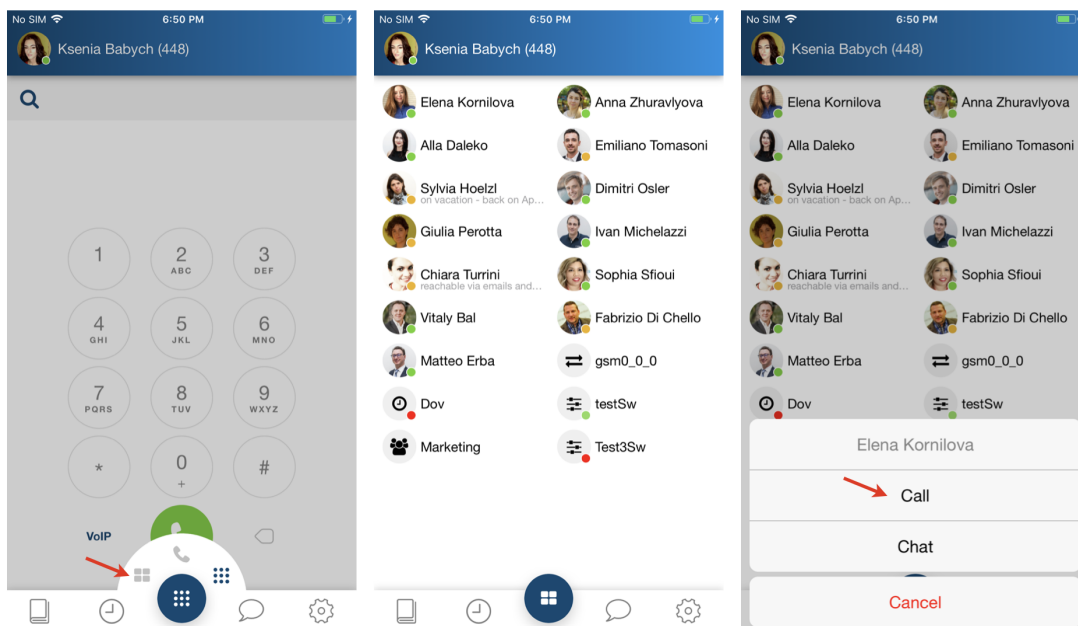 No SIM 6:50 PM
Ksenia Babych (448)
1
2
ABC
3
DEF
4
GHI
5
JKL
6
MNO
7
PQRS
8
TUV
9
WXYZ
*
0
+
#
VoIP
No SIM 6:50 PM
Ksenia Babych (448)
Elena Kornilova
Anna Zhuravlyova
Alla Daleko
Emiliano Tomasoni
Sylvia Hoelzl
on vacation - back on Ap...
Dimitri Osler
Giulia Perotta
Ivan Michelazzi
Chiara Turrini
reachable via emails and...
Sophia Sfioui
Vitaly Bal
Fabrizio Di Chello
Matteo Erba
gsm0_0_0
Dov
testSw
Marketing
Test3Sw
No SIM 6:50 PM
Ksenia Babych (448)
Elena Kornilova
Anna Zhuravlyova
Alla Daleko
Emiliano Tomasoni
Sylvia Hoelzl
on vacation - back on Ap...
Dimitri Osler
Giulia Perotta
Ivan Michelazzi
Chiara Turrini
reachable via emails and...
Sophia Sfioui
Vitaly Bal
Fabrizio Di Chello
Matteo Erba
gsm0_0_0
Dov
testSw
Elena Kornilova
Call
Chat
Cancel